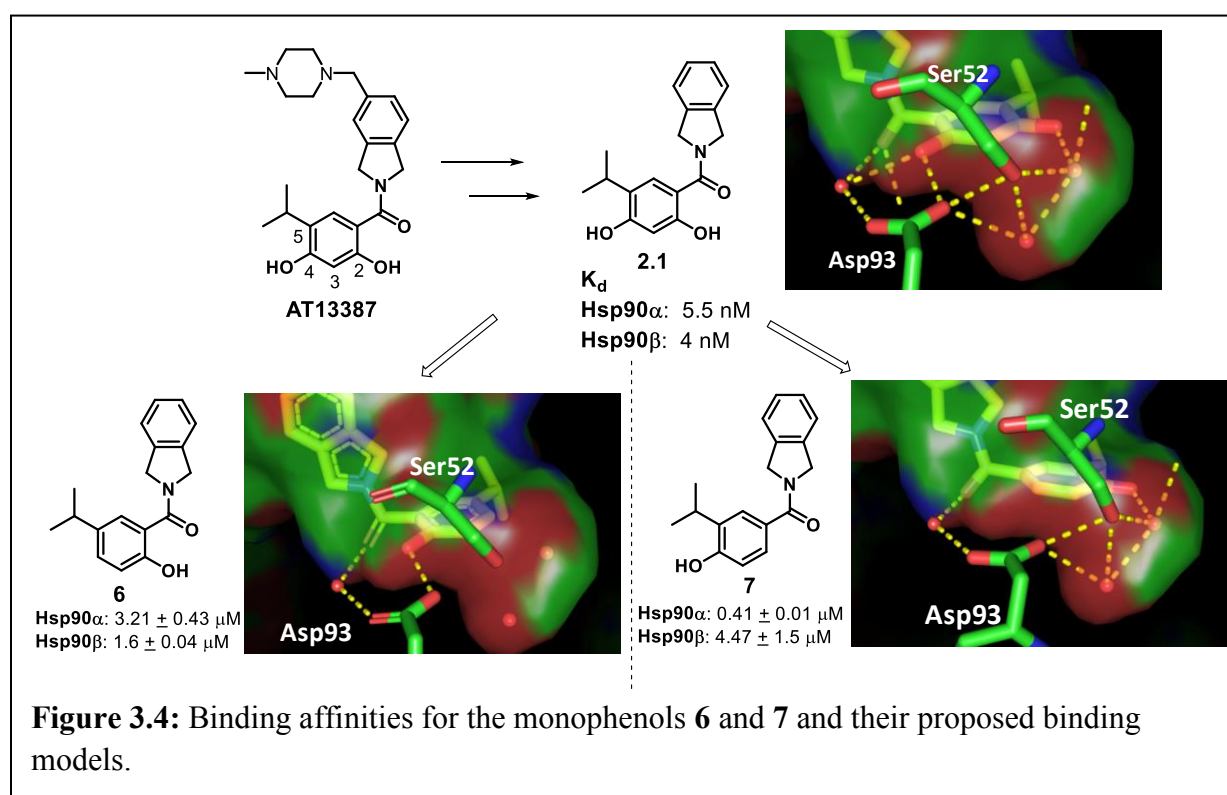 N
N
N
O
5
4
3
2
HO
OH
AT13387
N
O
HO
OH
2.1
Kd
Hsp90α: 5.5 nM
Hsp90β: 4 nM
Ser52
Asp93
N
O
OH
6
Hsp90α: 3.21 ± 0.43 μM
Hsp90β: 1.6 ± 0.04 μM
Ser52
Asp93
N
O
HO
7
Hsp90α: 0.41 ± 0.01 μM
Hsp90β: 4.47 ± 1.5 μM
Ser52
Asp93
Figure 3.4: Binding affinities for the monophenols 6 and 7 and their proposed binding
models.